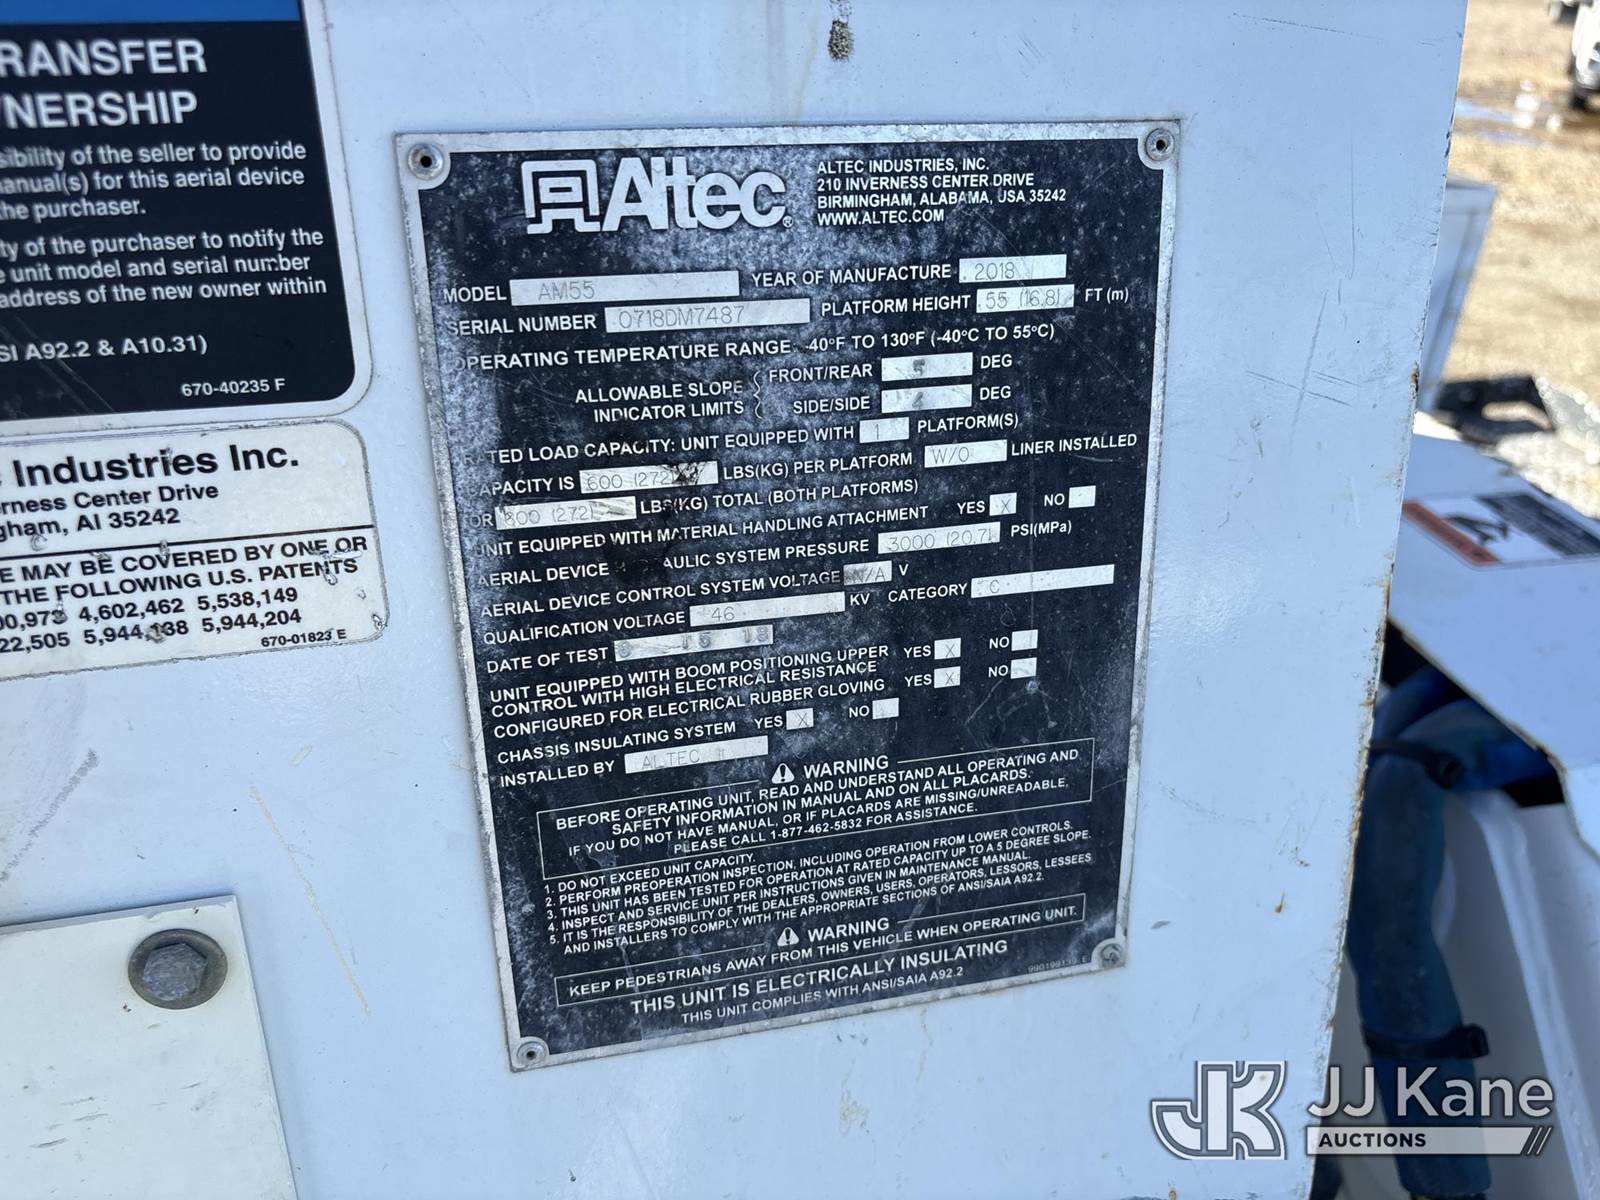 RANSFER
NERSHIP
sibility of the seller to provide
anual(s) for this aerial device
he purchaser.
ty of the purchaser to notify the
e unit model and serial number
address of the new owner within
SI A92.2 & A10.31)
670-40235 F
Industries Inc.
rness Center Drive
gham, Al 35242
E MAY BE COVERED BY ONE OR
THE FOLLOWING U.S. PATENTS
00,973 4,602,462 5,538,149
22,505 5,944,138 5,944,204
670-01823 E
Altec®
ALTEC INDUSTRIES, INC.
210 INVERNESS CENTER DRIVE
BIRMINGHAM, ALABAMA, USA 35242
WWW.ALTEC.COM
MODEL AM55 YEAR OF MANUFACTURE 2018
SERIAL NUMBER 0718DM7487 PLATFORM HEIGHT 55 (16.8) FT (m)
OPERATING TEMPERATURE RANGE -40°F TO 130°F (-40°C TO 55°C)
ALLOWABLE SLOPE INDICATOR LIMITS
FRONT/REAR 5 DEG
SIDE/SIDE DEG
RATED LOAD CAPACITY: UNIT EQUIPPED WITH 1 PLATFORM(S)
CAPACITY IS 600 (272) LBS(KG) PER PLATFORM W/O LINER INSTALLED
OR 600 (272) LBS(KG) TOTAL (BOTH PLATFORMS)
UNIT EQUIPPED WITH MATERIAL HANDLING ATTACHMENT YES X NO
AERIAL DEVICE HYDRAULIC SYSTEM PRESSURE 3000 (20.7) PSI(MPa)
AERIAL DEVICE CONTROL SYSTEM VOLTAGE N/A V
QUALIFICATION VOLTAGE 46 KV CATEGORY C
DATE OF TEST 15 18
UNIT EQUIPPED WITH BOOM POSITIONING UPPER
CONTROL WITH HIGH ELECTRICAL RESISTANCE YES X NO
CONFIGURED FOR ELECTRICAL RUBBER GLOVING YES X NO
CHASSIS INSULATING SYSTEM YES X NO
INSTALLED BY ALTEC
WARNING
BEFORE OPERATING UNIT, READ AND UNDERSTAND ALL OPERATING AND
SAFETY INFORMATION IN MANUAL AND ON ALL PLACARDS.
IF YOU DO NOT HAVE MANUAL, OR IF PLACARDS ARE MISSING/UNREADABLE,
PLEASE CALL 1-877-462-5832 FOR ASSISTANCE.
1. DO NOT EXCEED UNIT CAPACITY.
2. PERFORM PREOPERATION INSPECTION, INCLUDING OPERATION FROM LOWER CONTROLS.
3. THIS UNIT HAS BEEN TESTED FOR OPERATION AT RATED CAPACITY UP TO A 5 DEGREE SLOPE.
4. INSPECT AND SERVICE UNIT PER INSTRUCTIONS GIVEN IN MAINTENANCE MANUAL.
5. IT IS THE RESPONSIBILITY OF THE DEALERS, OWNERS, USERS, OPERATORS, LESSORS, LESSEES
AND INSTALLERS TO COMPLY WITH THE APPROPRIATE SECTIONS OF ANSI/SAIA A92.2.
WARNING
KEEP PEDESTRIANS AWAY FROM THIS VEHICLE WHEN OPERATING UNIT.
THIS UNIT IS ELECTRICALLY INSULATING
THIS UNIT COMPLIES WITH ANSI/SAIA A92.2
JJ Kane
AUCTIONS